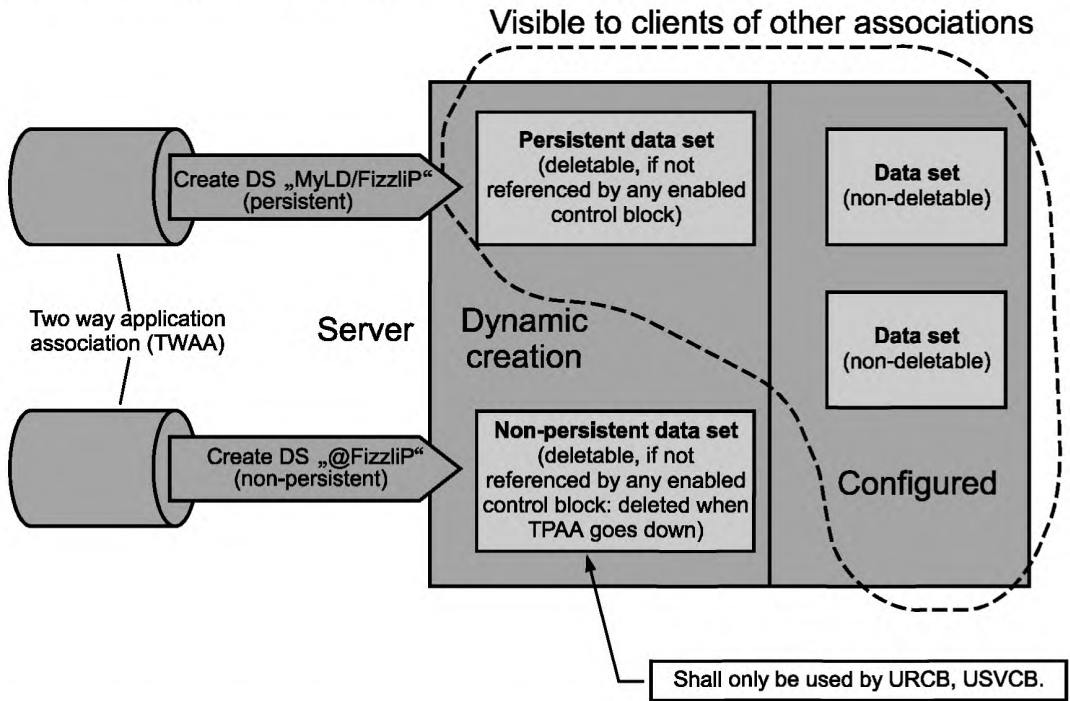 Visible to clients of other associations
Create DS „MyLD/FizzliP“
(persistent)
Persistent data set
(deletable, if not
referenced by any enabled
control block)
Data set
(non-deletable)
Two way application
association (TWAA)
Server
Dynamic
creation
Data set
(non-deletable)
Create DS „@FizzliP“
(non-persistent)
Non-persistent data set
(deletable, if not
referenced by any enabled
control block: deleted when
TPAA goes down)
Configured
Shall only be used by URCB, USVCB.